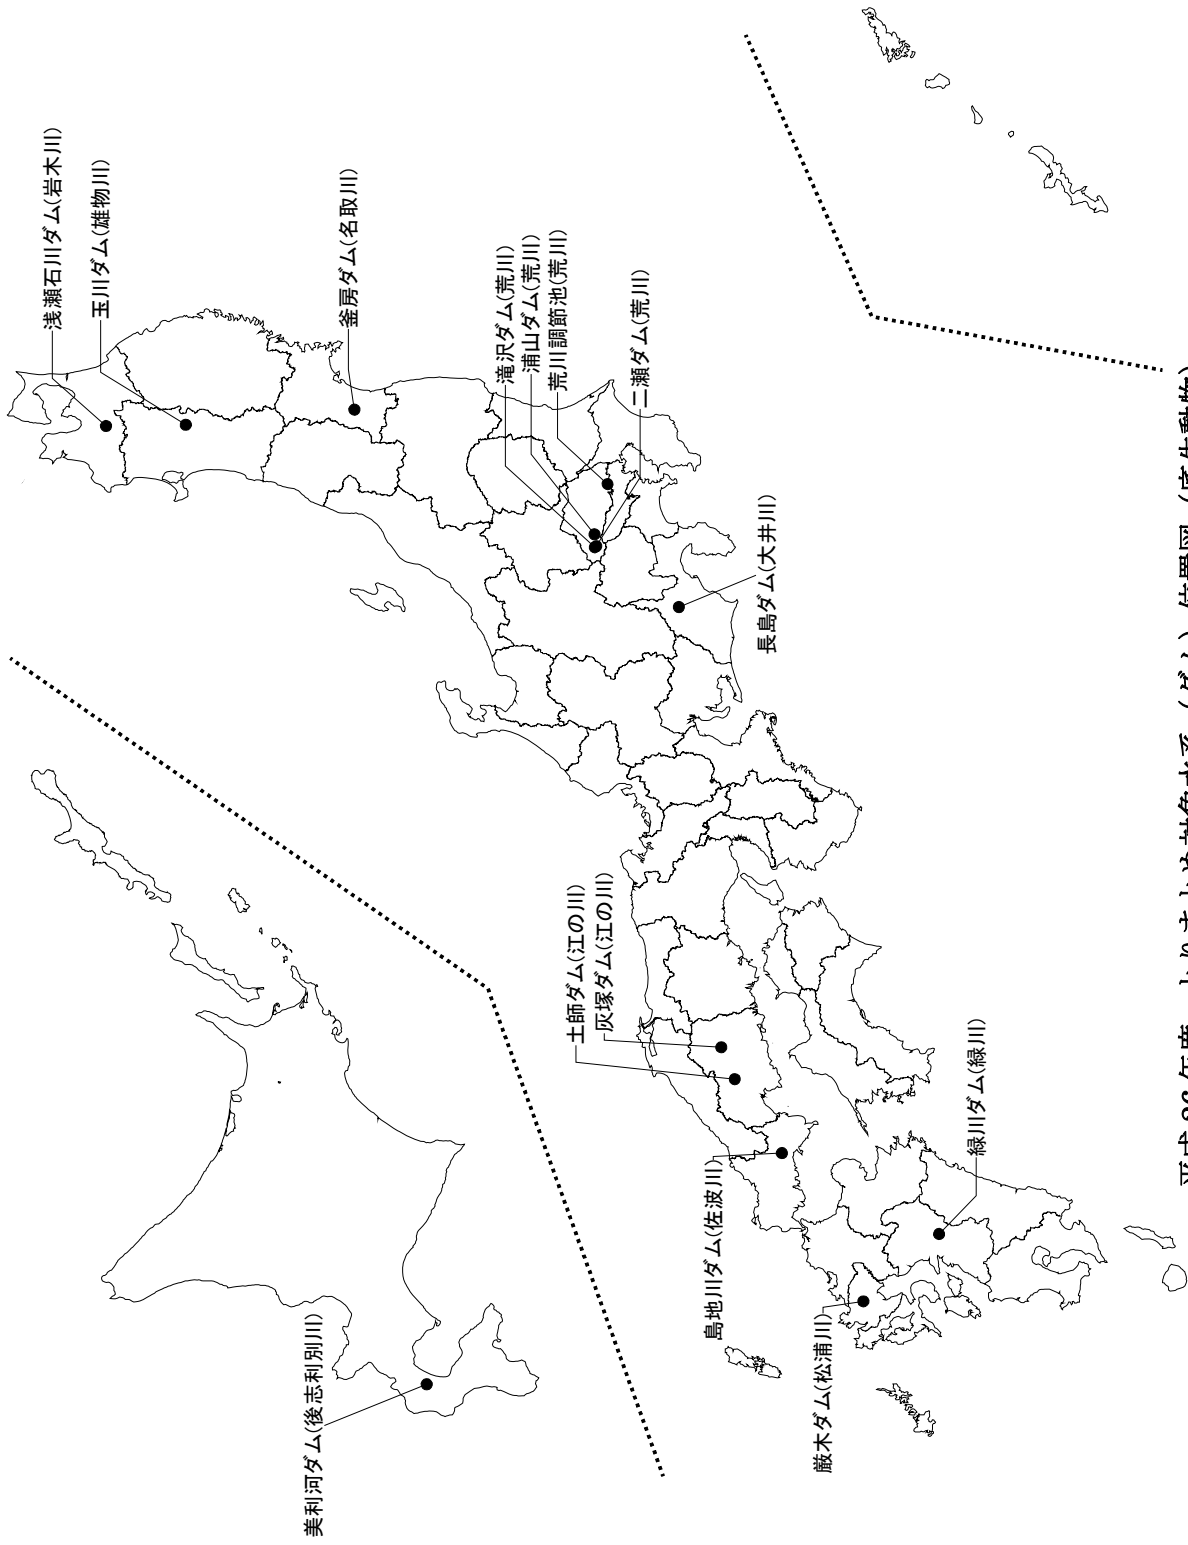 浅瀬石川ダム(岩木川)
玉川ダム(雄物川)
釜房ダム(名取川)
滝沢ダム(荒川)
浦山ダム(荒川)
荒川調節池(荒川)
二瀬ダム(荒川)
長島ダム(大井川)
土師ダム(江の川)
灰塚ダム(江の川)
緑川ダム(緑川)
島地川ダム(佐波川)
厳木ダム(松浦川)
美利河ダム(後志利別川)